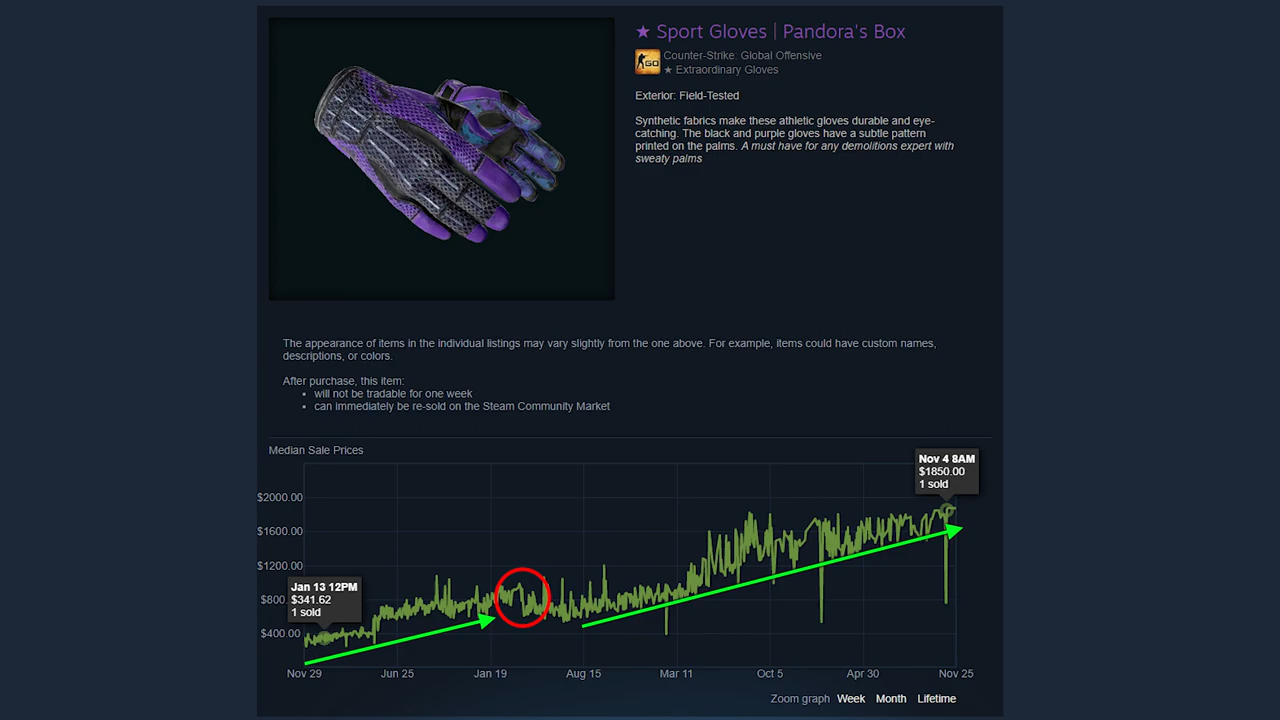 ★ Sport Gloves | Pandora's Box
GO
Counter-Strike: Global Offensive
★ Extraordinary Gloves
Exterior: Field-Tested
Synthetic fabrics make these athletic gloves durable and eye-
catching. The black and purple gloves have a subtle pattern
printed on the palms. A must have for any demolitions expert with
sweaty palms
The appearance of items in the individual listings may vary slightly from the one above. For example, items could have custom names,
descriptions, or colors.
After purchase, this item:
• will not be tradable for one week
• can immediately be re-sold on the Steam Community Market
Median Sale Prices
Nov 4 8AM
$1850.00
1 sold
$2000.00
$1600.00
$1200.00
Jan 13 12PM
$341.62
1 sold
$800
$400.00
Nov 29
Jun 25
Jan 19
Aug 15
Mar 11
Oct 5
Apr 30
Nov 25
Zoom graph
Week
Month
Lifetime